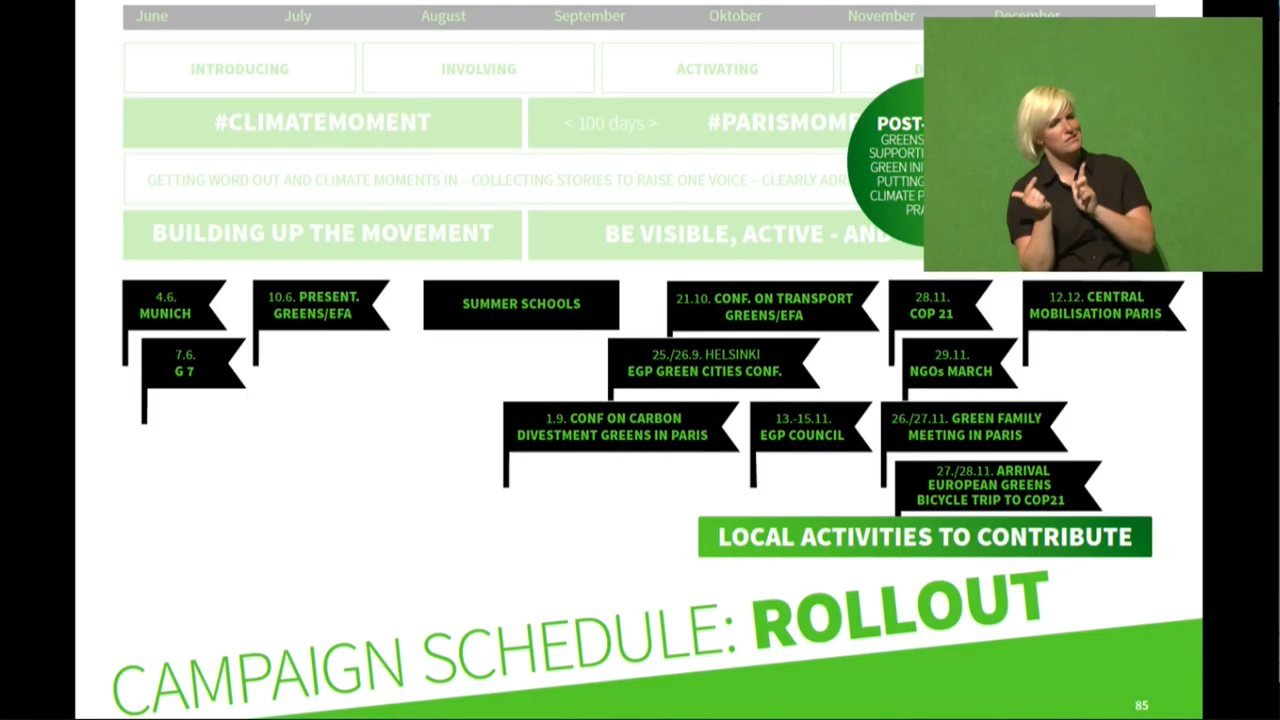 June July August September Oktober November December
INTRODUCING INVOLVING ACTIVATING
#CLIMATEMOMENT < 100 days > #PARISMOME
POST-
GREENS
SUPPORTI
GREEN INI
PUTTING
CLIMATE P
PRA
GETTING WORD OUT AND CLIMATE MOMENTS IN – COLLECTING STORIES TO RAISE ONE VOICE – CLEARLY ADR
BUILDING UP THE MOVEMENT BE VISIBLE, ACTIVE - AND
4.6.
MUNICH
10.6. PRESENT.
GREENS/EFA
SUMMER SCHOOLS
21.10. CONF. ON TRANSPORT
GREENS/EFA
28.11.
COP 21
12.12. CENTRAL
MOBILISATION PARIS
7.6.
G 7
25./26.9. HELSINKI
EGP GREEN CITIES CONF.
29.11.
NGOs MARCH
1.9. CONF ON CARBON
DIVESTMENT GREENS IN PARIS
13.-15.11.
EGP COUNCIL
26./27.11. GREEN FAMILY
MEETING IN PARIS
27./28.11. ARRIVAL
EUROPEAN GREENS
BICYCLE TRIP TO COP21
LOCAL ACTIVITIES TO CONTRIBUTE
CAMPAIGN SCHEDULE: ROLLOUT
85